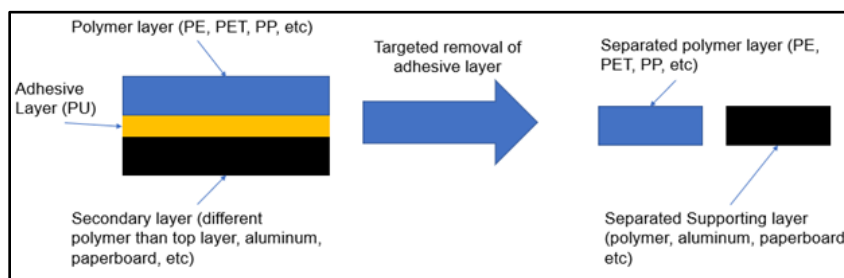 Polymer layer (PE, PET, PP, etc)
Adhesive
Layer (PU)
Secondary layer (different
polymer than top layer, aluminum,
paperboard, etc)
Targeted removal of
adhesive layer
Separated polymer layer (PE,
PET, PP, etc)
Separated Supporting layer
(polymer, aluminum, paperboard,
etc)